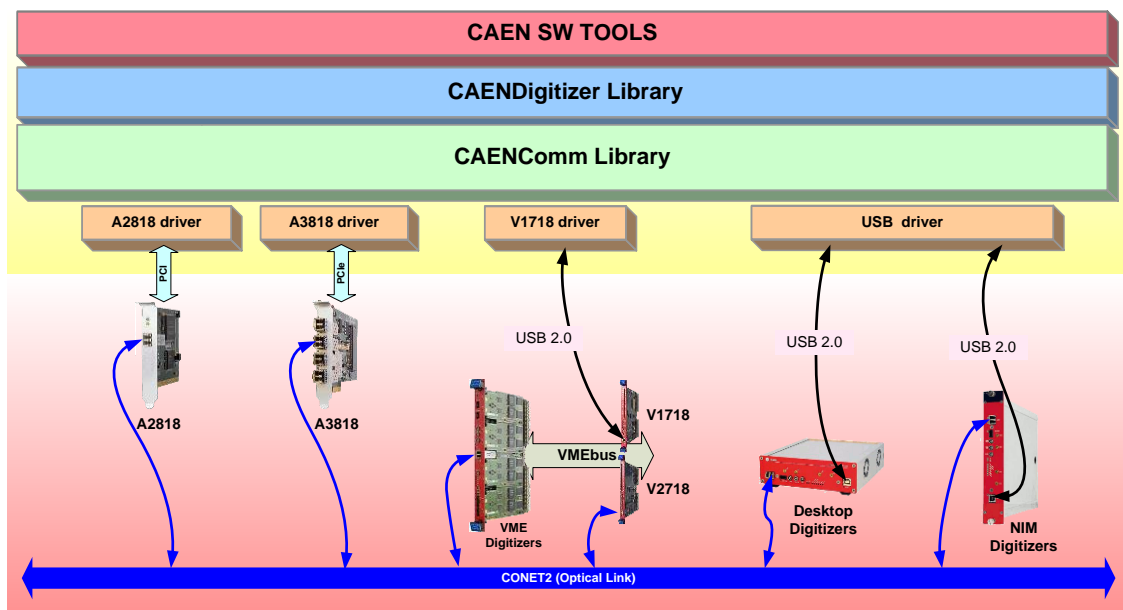 CAEN SW TOOLS
CAENDigitizer Library
CAENComm Library
A2818 driver
A3818 driver
V1718 driver
USB driver
PCI
PCIe
USB 2.0
USB 2.0
USB 2.0
A2818
A3818
V1718
VMEbus
V2718
VME
Digitizers
Desktop
Digitizers
NIM
Digitizers
CONET2 (Optical Link)